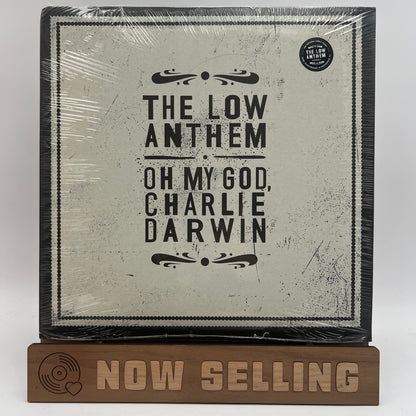 THE LOW
ANTHEM
THE LOW
ANTHEM
OH MY GOD,
CHARLIE
DARWIN
NOW SELLING